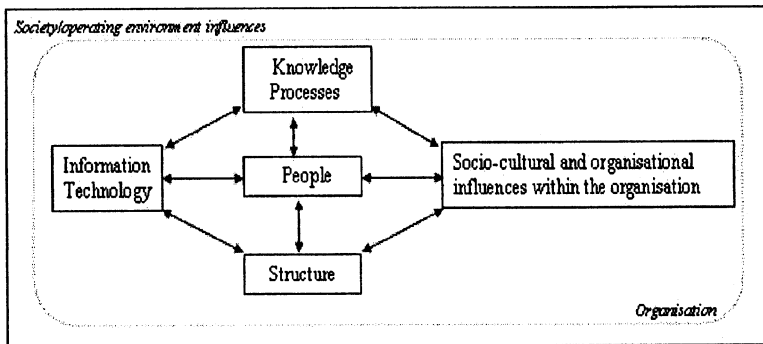 Society/operating environment influences
Knowledge
Processes
Information
Technology
People
Socio-cultural and organisational
influences within the organisation
Structure
Organisation